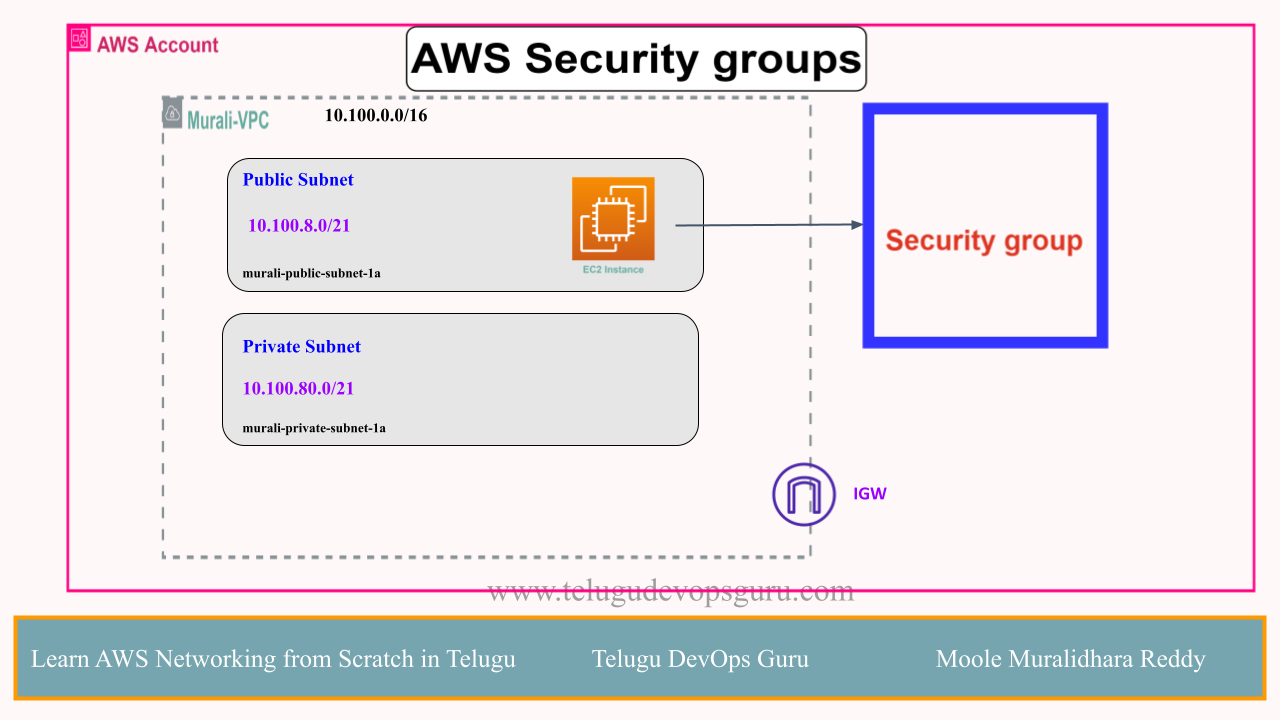 AWS Account
AWS Security groups
Murali-VPC
10.100.0.0/16
Public Subnet
10.100.8.0/21
murali-public-subnet-1a
EC2 Instance
Security group
Private Subnet
10.100.80.0/21
murali-private-subnet-1a
IGW
www.telugudevopsguru.com
Learn AWS Networking from Scratch in Telugu
Telugu DevOps Guru
Moole Muralidhara Reddy